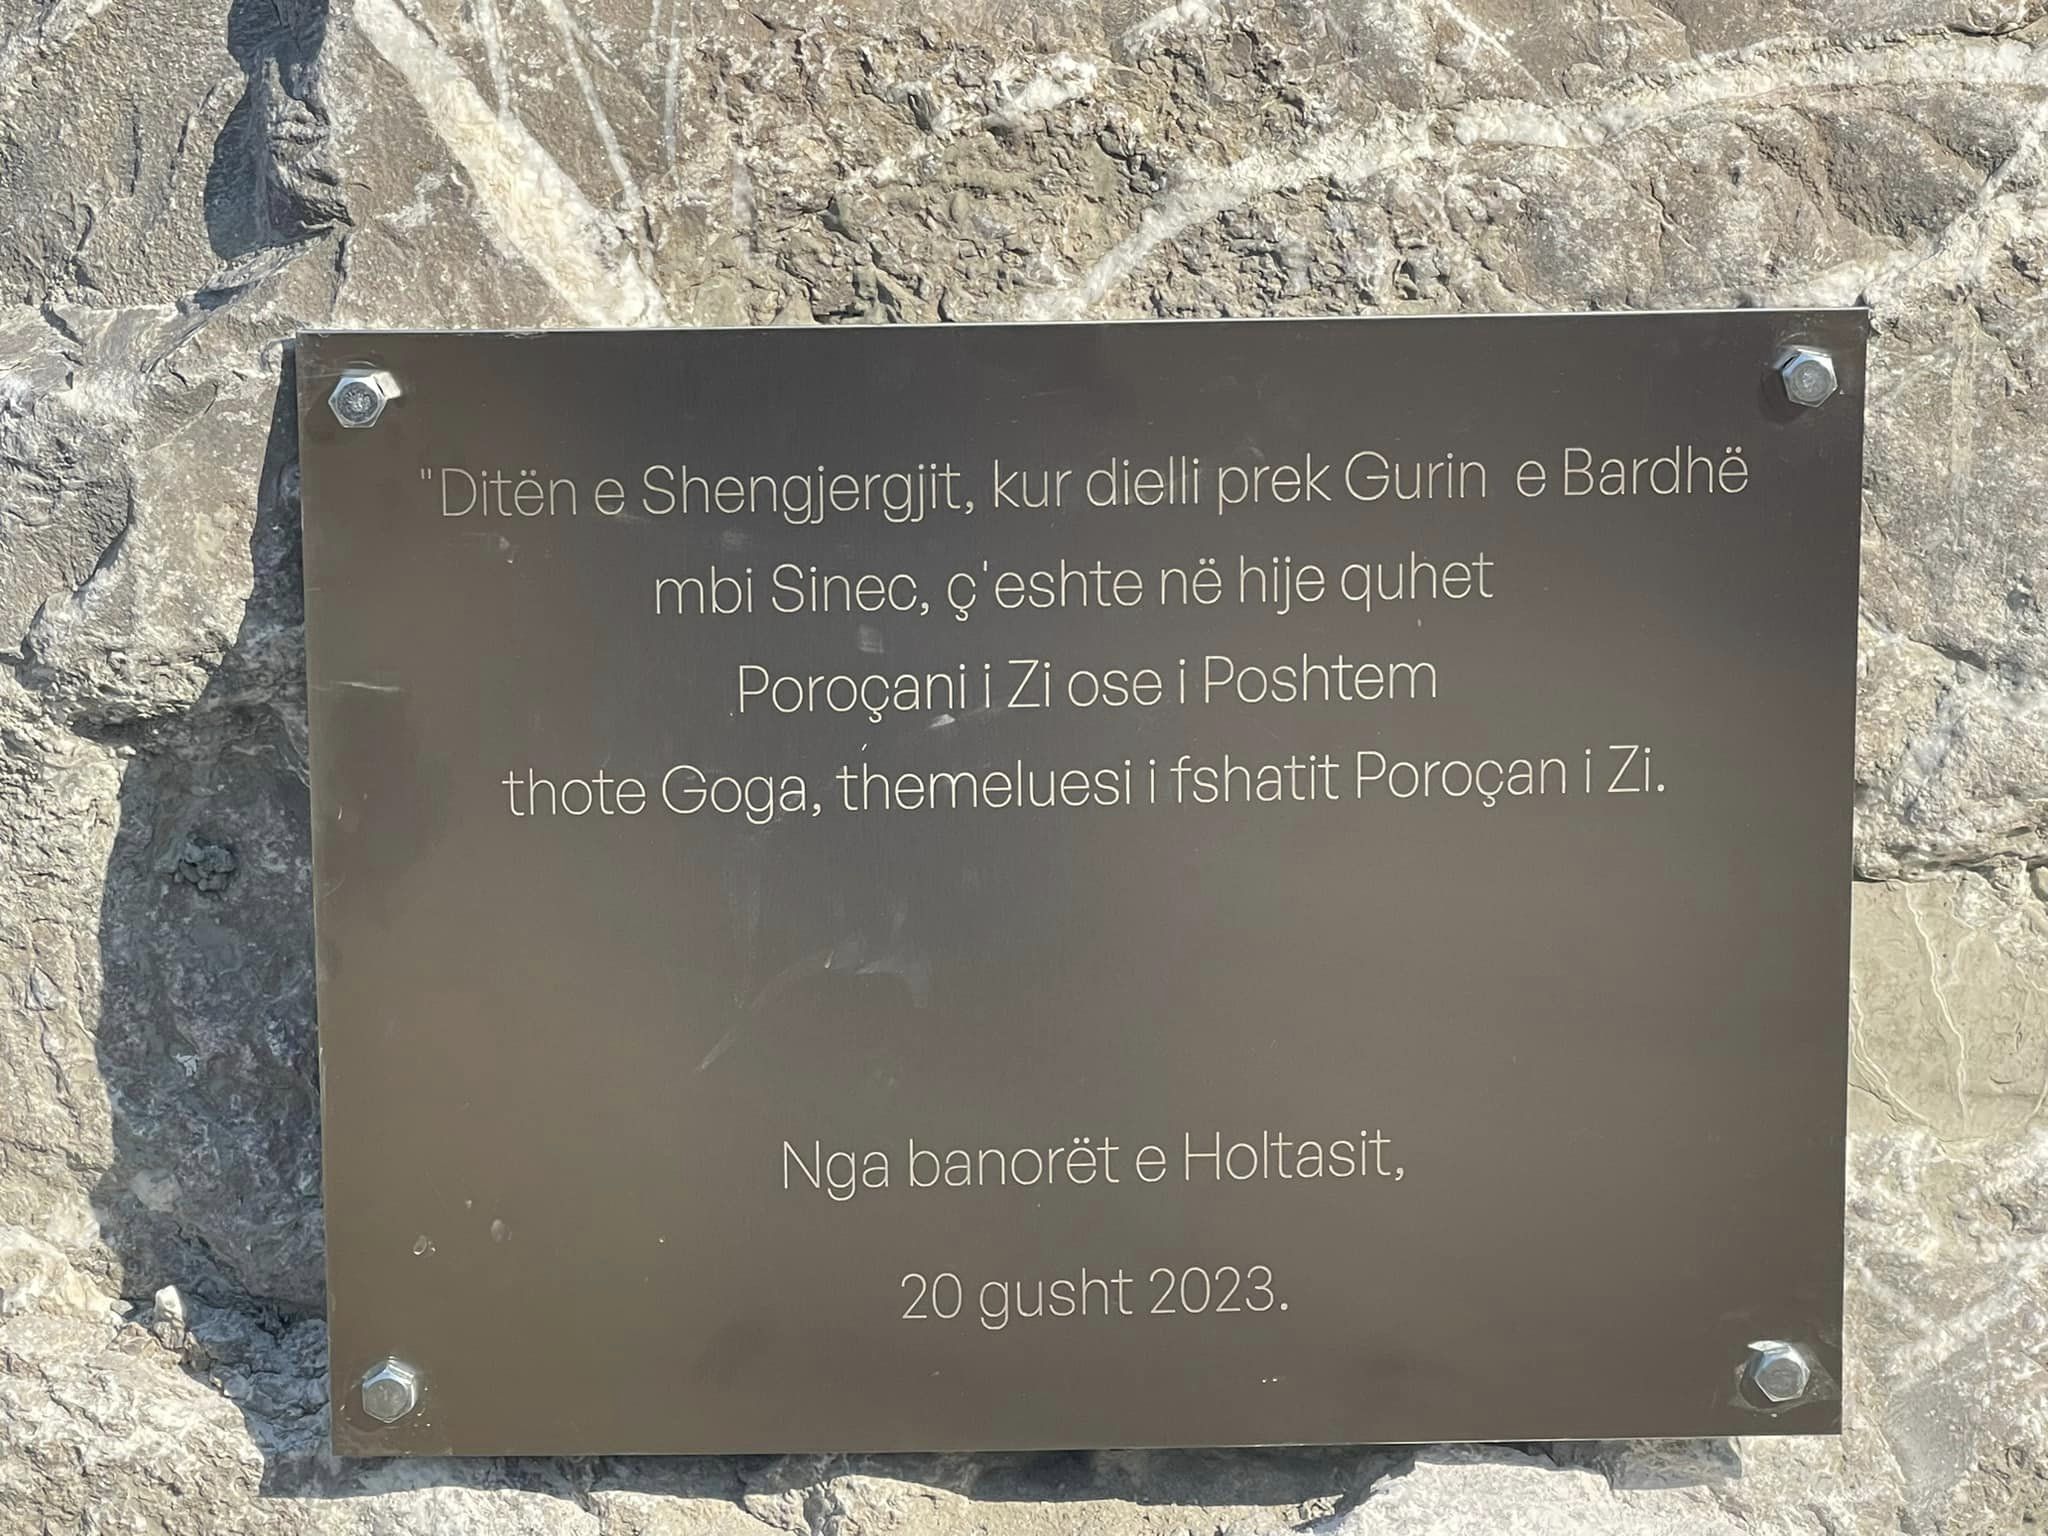 "Ditën e Shengjergjit, kur dielli prek Gurin e Bardhë
mbi Sinec, ç'eshte në hije quhet
Poroçani i Zi ose i Poshtem
thote Goga, themeluesi i fshatit Poroçan i Zi.
Nga banorët e Holtasit,
20 gusht 2023.